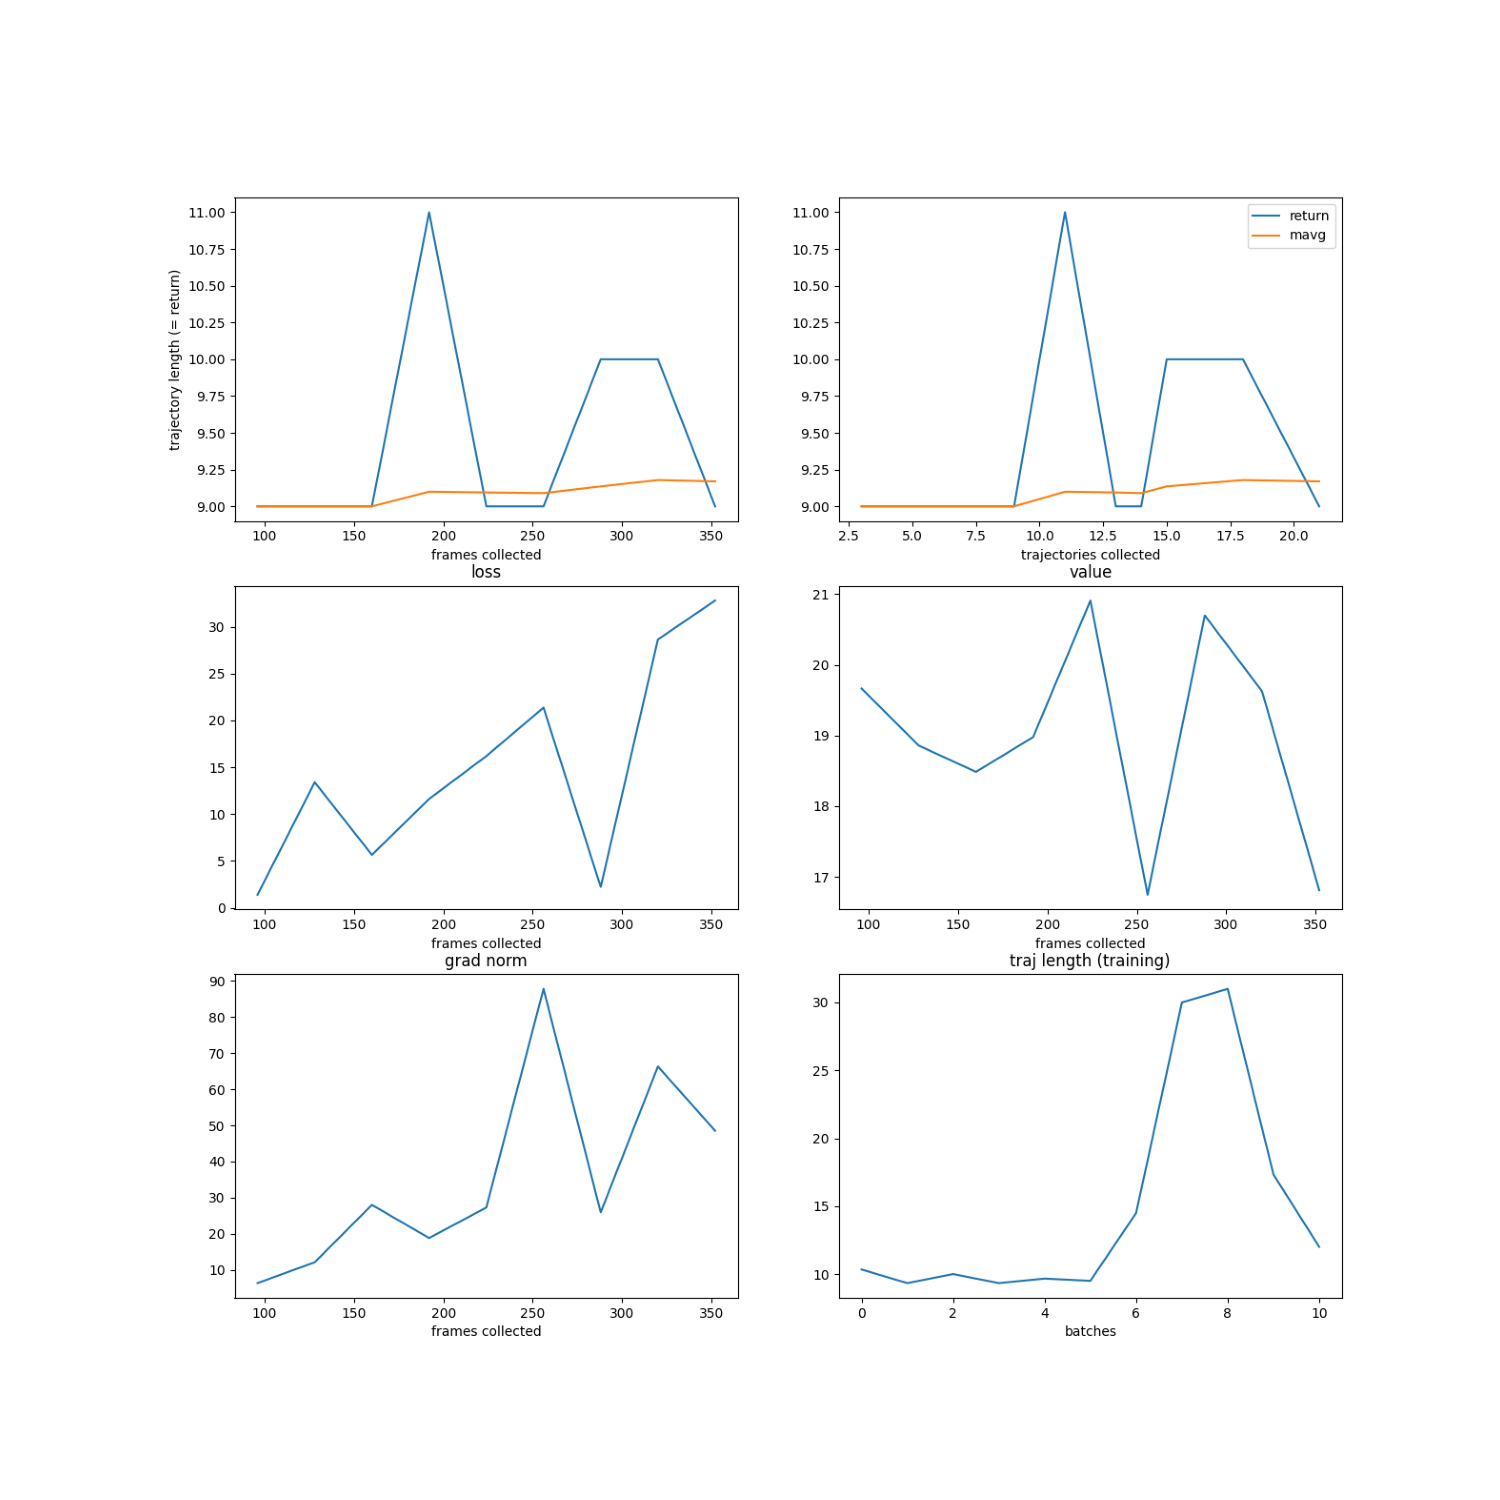 trajectory length (= return)
11.00
10.75
10.50
10.25
10.00
9.75
9.50
9.25
9.00
100 150 200 250 300 350
frames collected
return
mavg
11.00
10.75
10.50
10.25
10.00
9.75
9.50
9.25
9.00
2.5 5.0 7.5 10.0 12.5 15.0 17.5 20.0
trajectories collected
loss
30
25
20
15
10
5
0
100 150 200 250 300 350
frames collected
value
21
20
19
18
17
100 150 200 250 300 350
frames collected
grad norm
90
80
70
60
50
40
30
20
10
100 150 200 250 300 350
frames collected
traj length (training)
30
25
20
15
10
0 2 4 6 8 10
batches